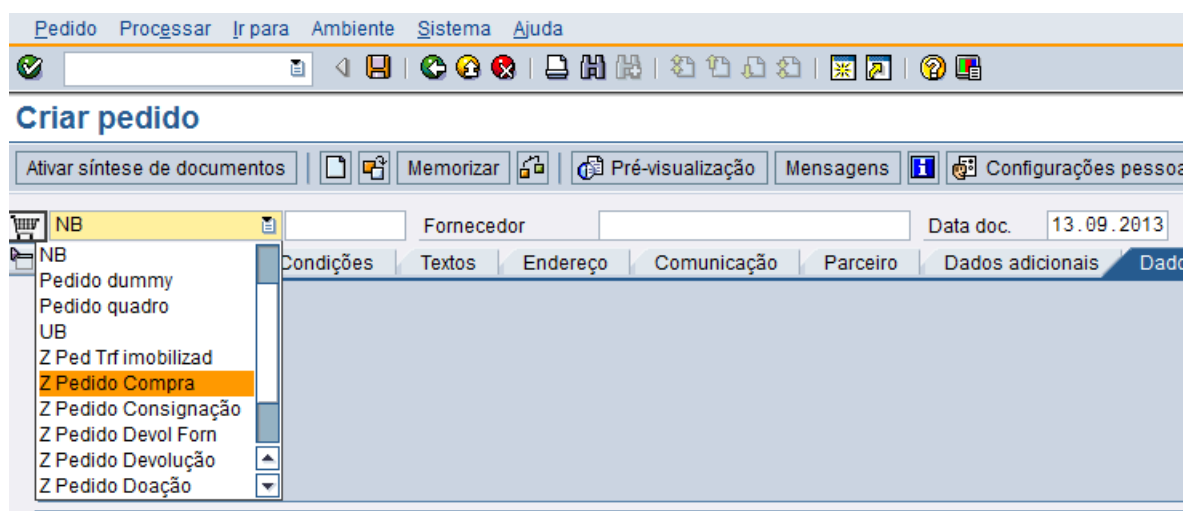 Pedido Processar Ir para Ambiente Sistema Ajuda
Criar pedido
Ativar síntese de documentos Memorizar Pré-visualização Mensagens Configurações pessoa
NB Fornecedor Data doc. 13.09.2013
Condições Textos Endereço Comunicação Parceiro Dados adicionais Dado
NB
Pedido dummy
Pedido quadro
UB
Z Ped Trf imobilizad
Z Pedido Compra
Z Pedido Consignação
Z Pedido Devol Forn
Z Pedido Devolução
Z Pedido Doação